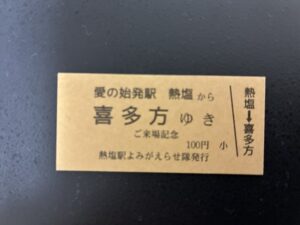 愛の始発駅 熱塩から
喜多方ゆき
ご来場記念
100円 小
熱塩駅よみがえらせ隊発行
熱塩➡喜多方